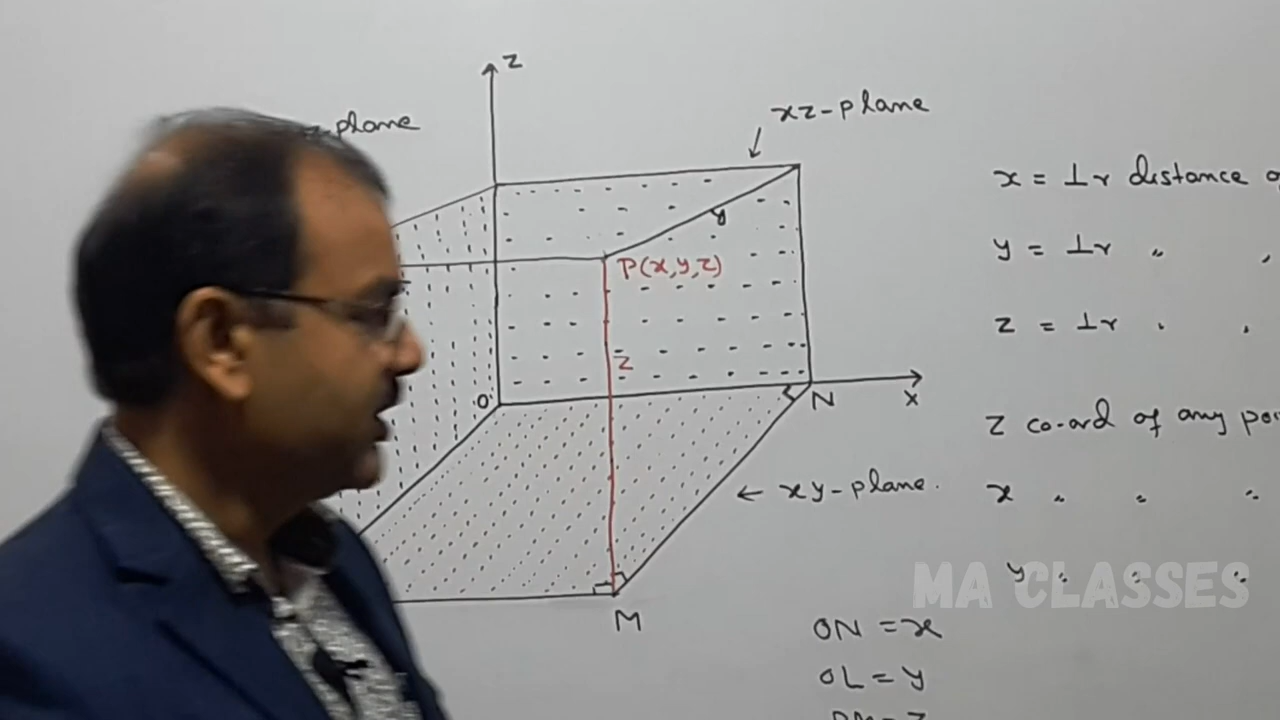 z
plane
xz-plane
x = ⊥r distance
y
P(x,y,z)
y = ⊥r " ,
z = ⊥r " "
z
O
N
x
z co-ord of any
← xy-plane.
x " " "
y " " "
MA CLASSES
M
ON = x
OL = y